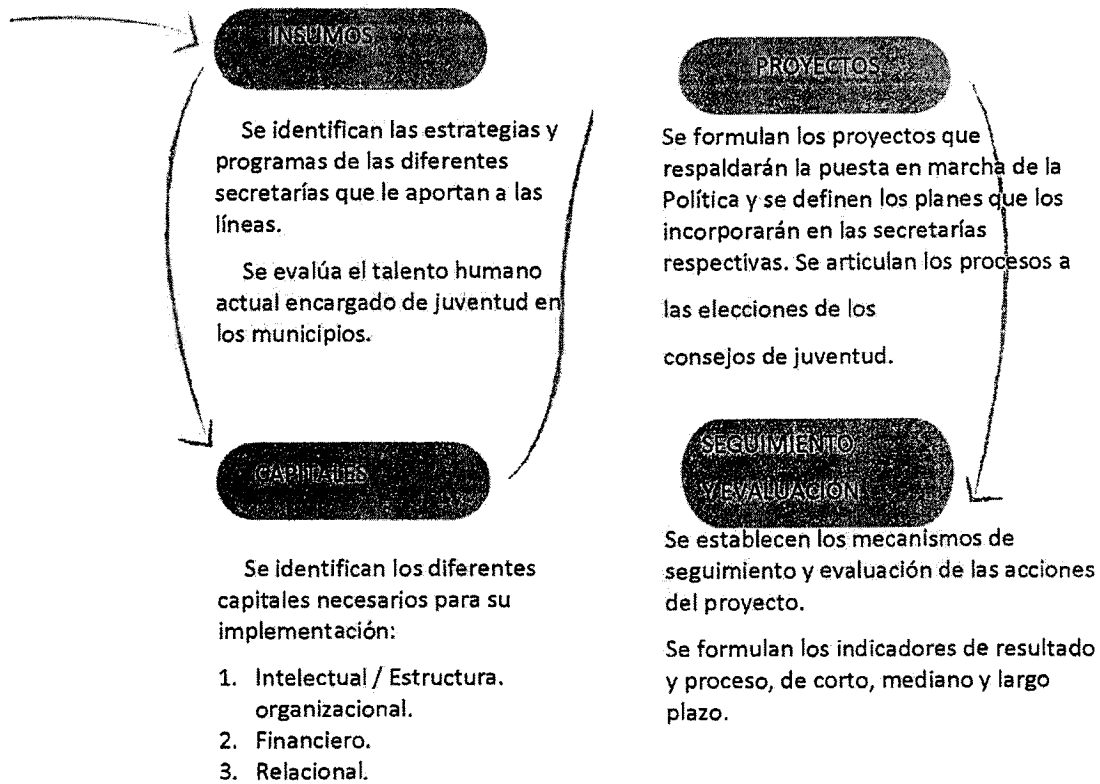 INSUMOS
Se identifican las estrategias y
programas de las diferentes
secretarías que le aportan a las
líneas.
Se evalúa el talento humano
actual encargado de juventud en
los municipios.
CAPITALES
Se identifican los diferentes
capitales necesarios para su
implementación:
1. Intelectual / Estructura.
organizacional.
2. Financiero.
3. Relacional.
PROYECTOS
Se formulan los proyectos que
respaldarán la puesta en marcha de la
Política y se definen los planes que los
incorporarán en las secretarías
respectivas. Se articulan los procesos a
las elecciones de los
consejos de juventud.
SEGUIMIENTO
Y EVALUACIÓN
Se establecen los mecanismos de
seguimiento y evaluación de las acciones
del proyecto.
Se formulan los indicadores de resultado
y proceso, de corto, mediano y largo
plazo.